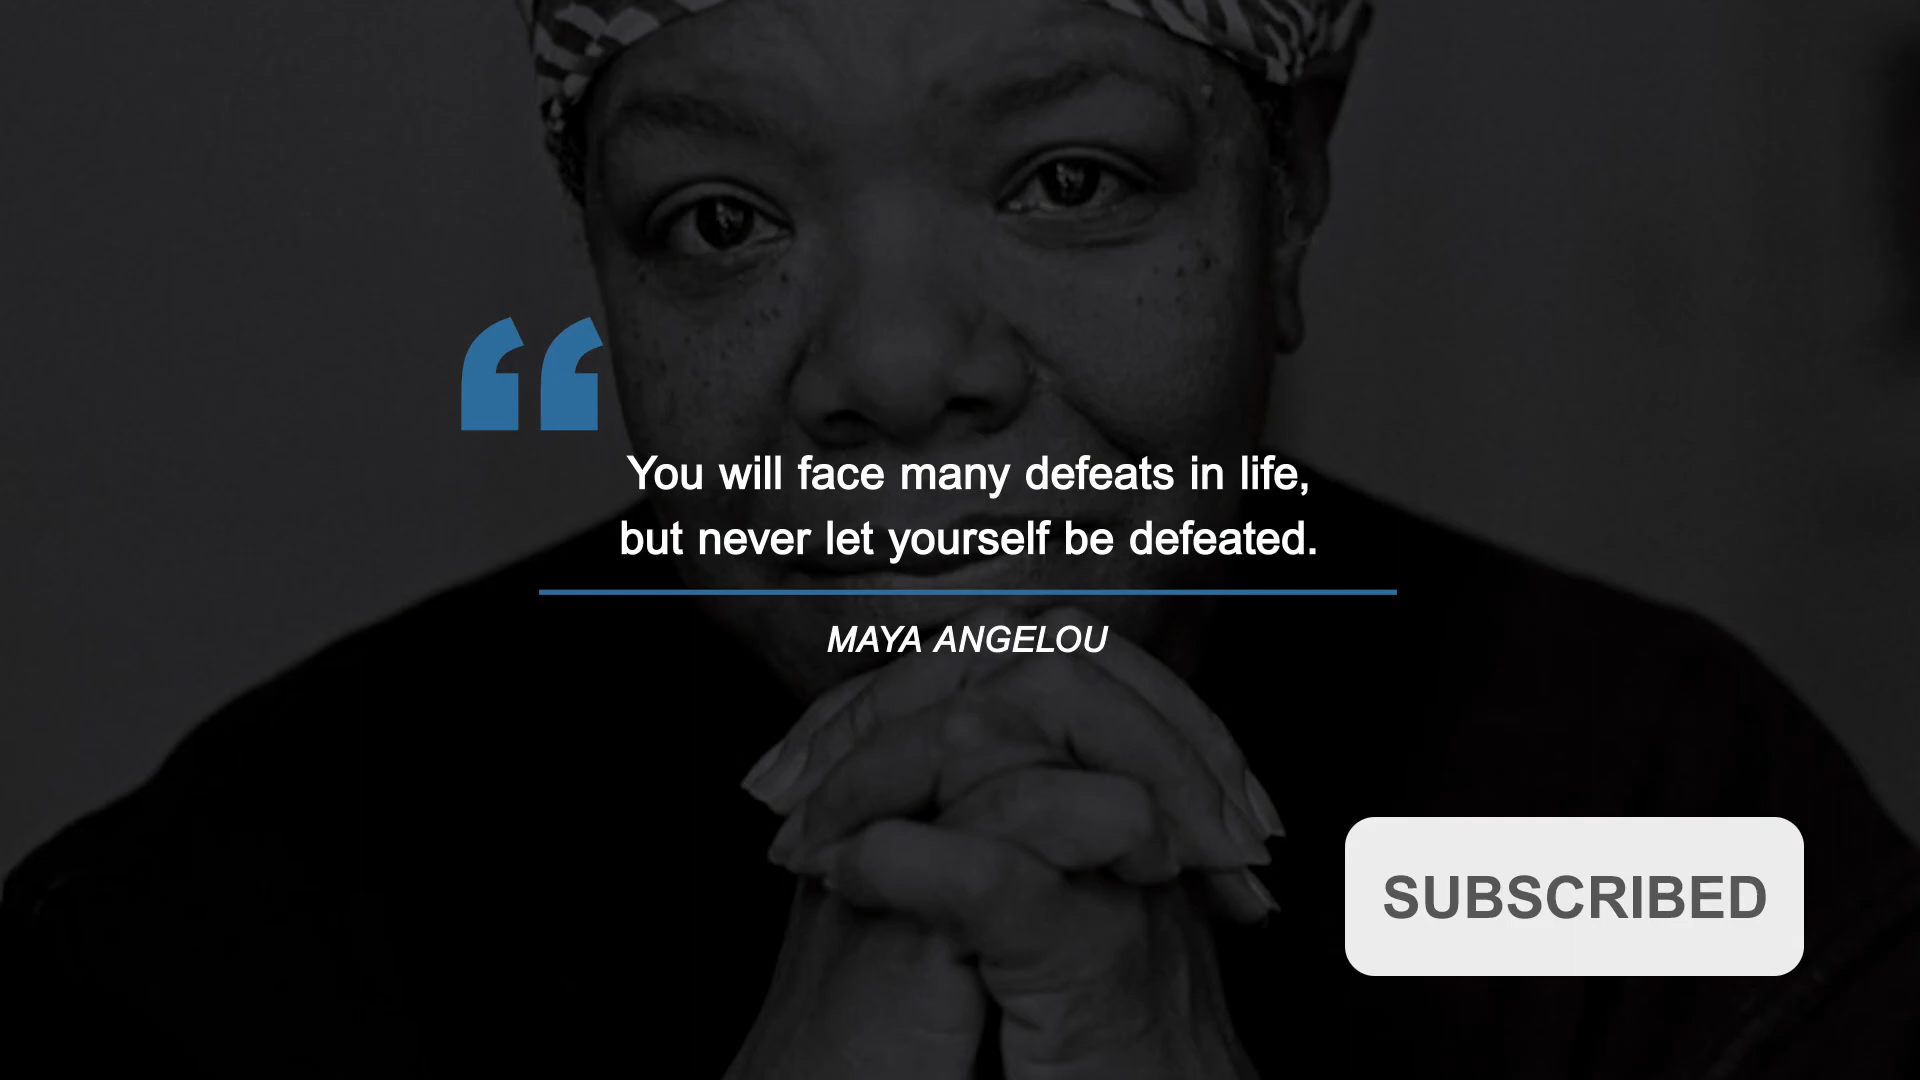 “
You will face many defeats in life,
but never let yourself be defeated.
MAYA ANGELOU
SUBSCRIBED